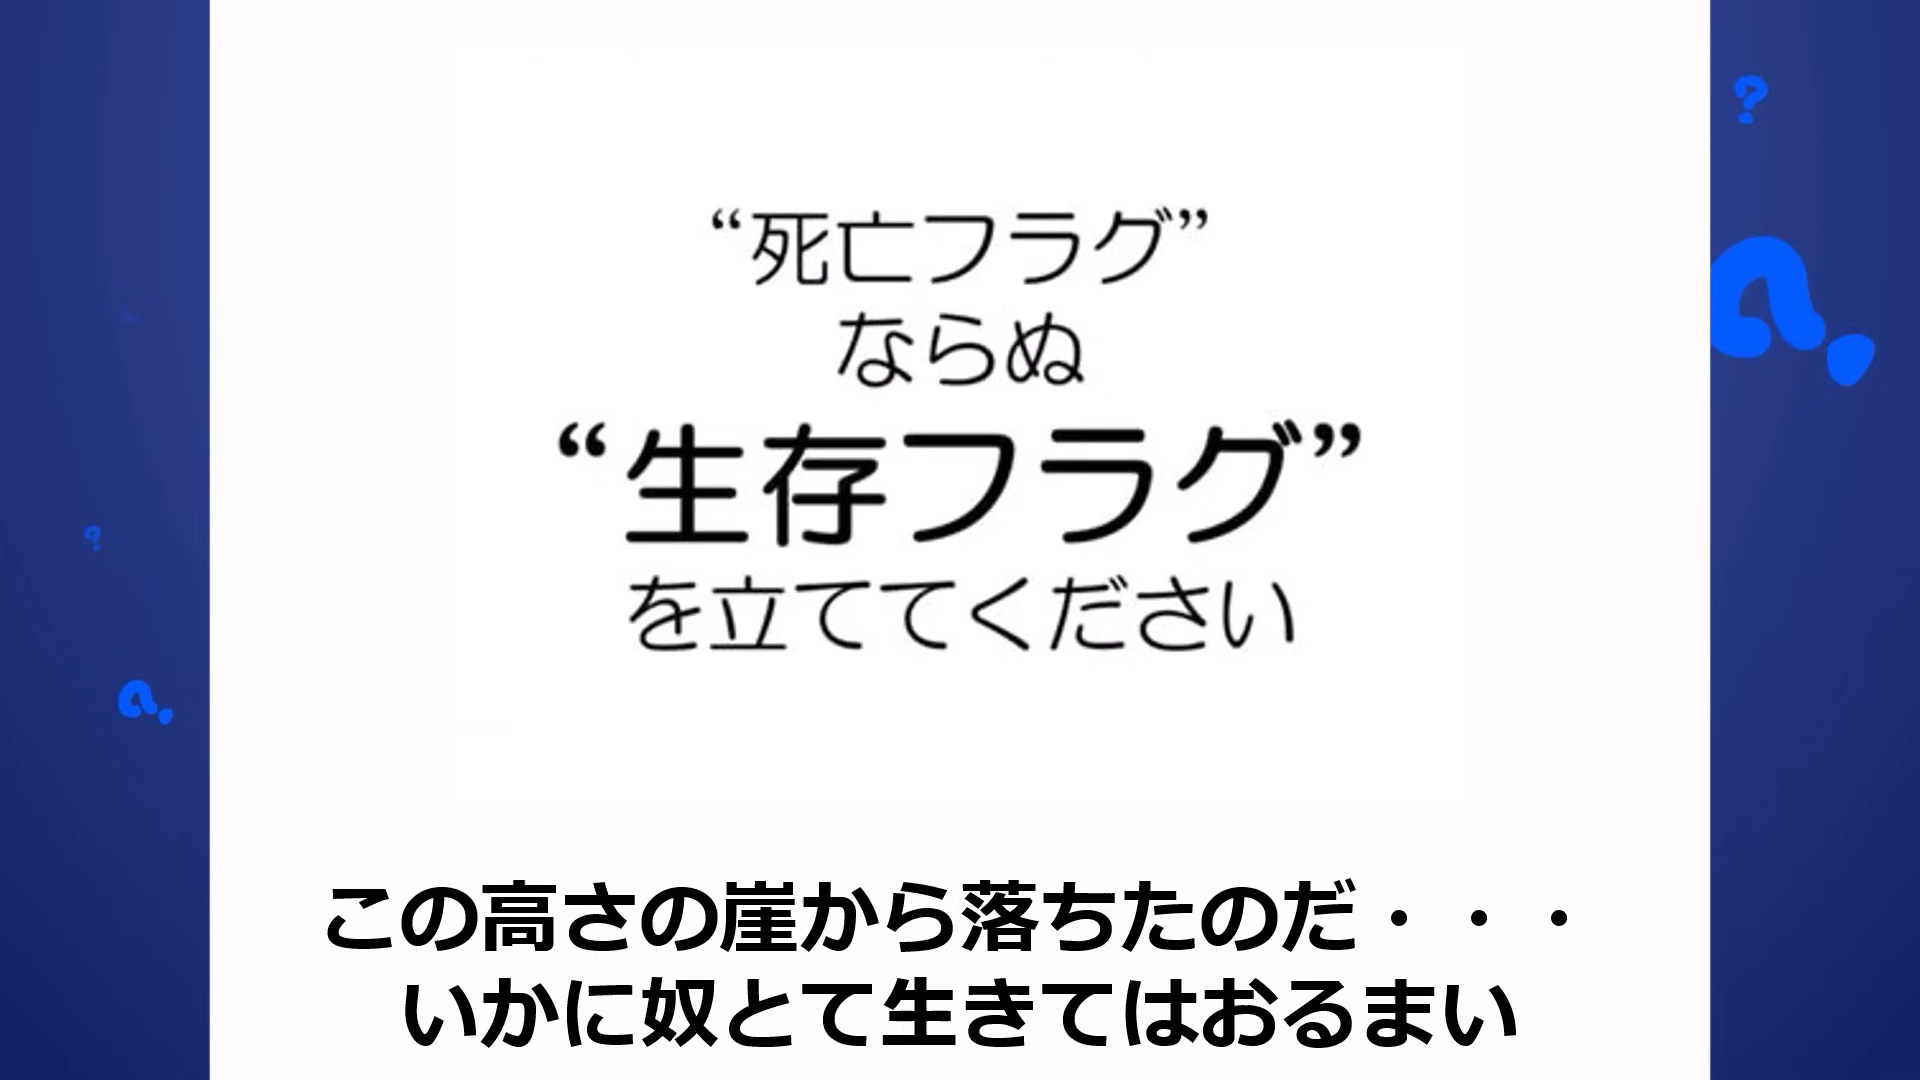 “死亡フラグ”
ならぬ
“生存フラグ”
を立ててください
この高さの崖から落ちたのだ・・・
いかに奴とて生きてはおるまい